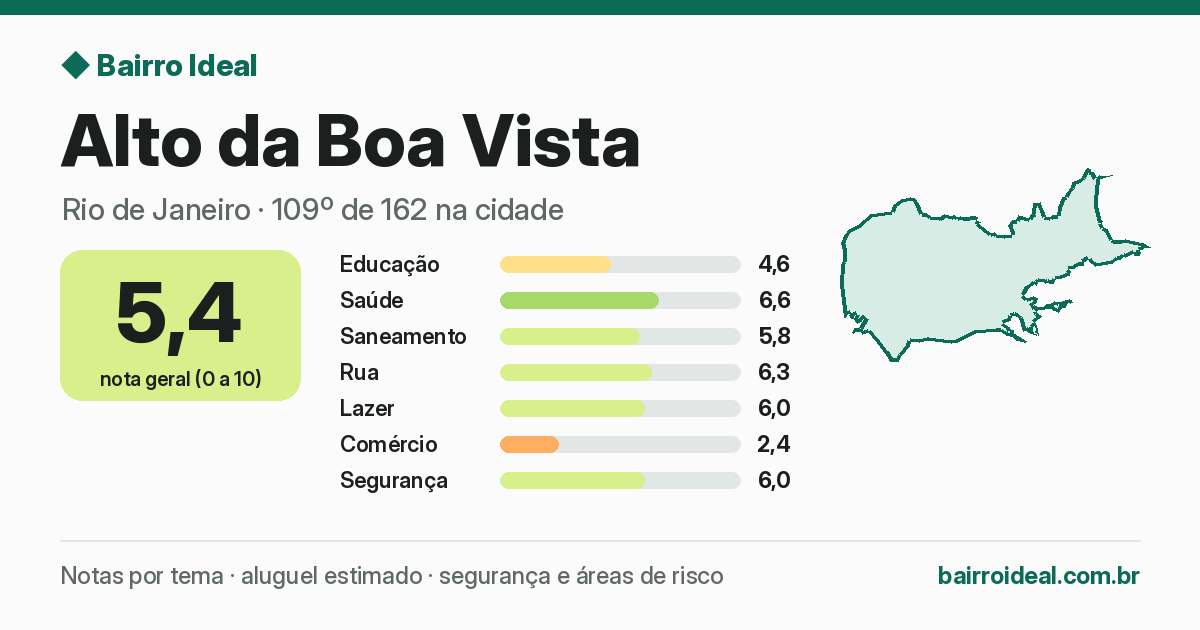 Bairro Ideal
Alto da Boa Vista
Rio de Janeiro · 109º de 162 na cidade
5,4
nota geral (0 a 10)
Educação 4,6
Saúde 6,6
Saneamento 5,8
Rua 6,3
Lazer 6,0
Comércio 2,4
Segurança 6,0
Notas por tema · aluguel estimado · segurança e áreas de risco
bairroideal.com.br